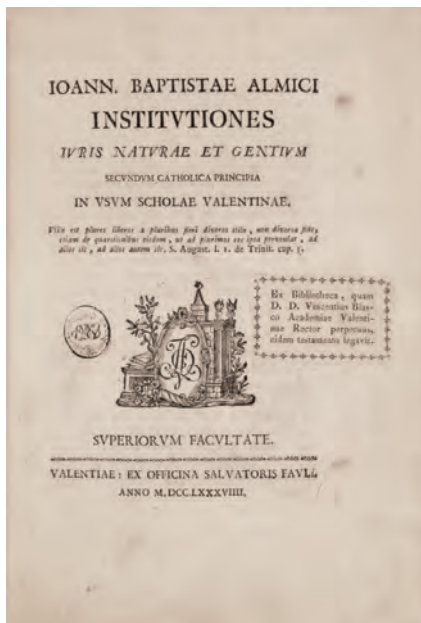 IOANN. BAPTISTAE ALMICI
INSTITVTIONES
IVRIS NATVRAE ET GENTIVM
SECVNDVM CATHOLICA PRINCIPIA
IN VSVM SCHOLAE VALENTINAE.
Vtile est plures libros a pluribus fieri diverso stilo, non diversa fide,
etiam de quaestionibus eisdem, ut ad plurimos res ipsa perveniat, ad
alios sic, ad alios autem sic. S. August. l. 1. de Trinit. cap. 3.
Ex Bibliotheca, quam
D. D. Vincentius Blas-
co Academiae Valenti-
nae Rector perpetuus,
eidem testamento legavit.
SVPERIORVM FACVLTATE.
VALENTIAE: EX OFFICINA SALVATORIS FAVLÍ,
ANNO M.DCC.LXXXVIIII.